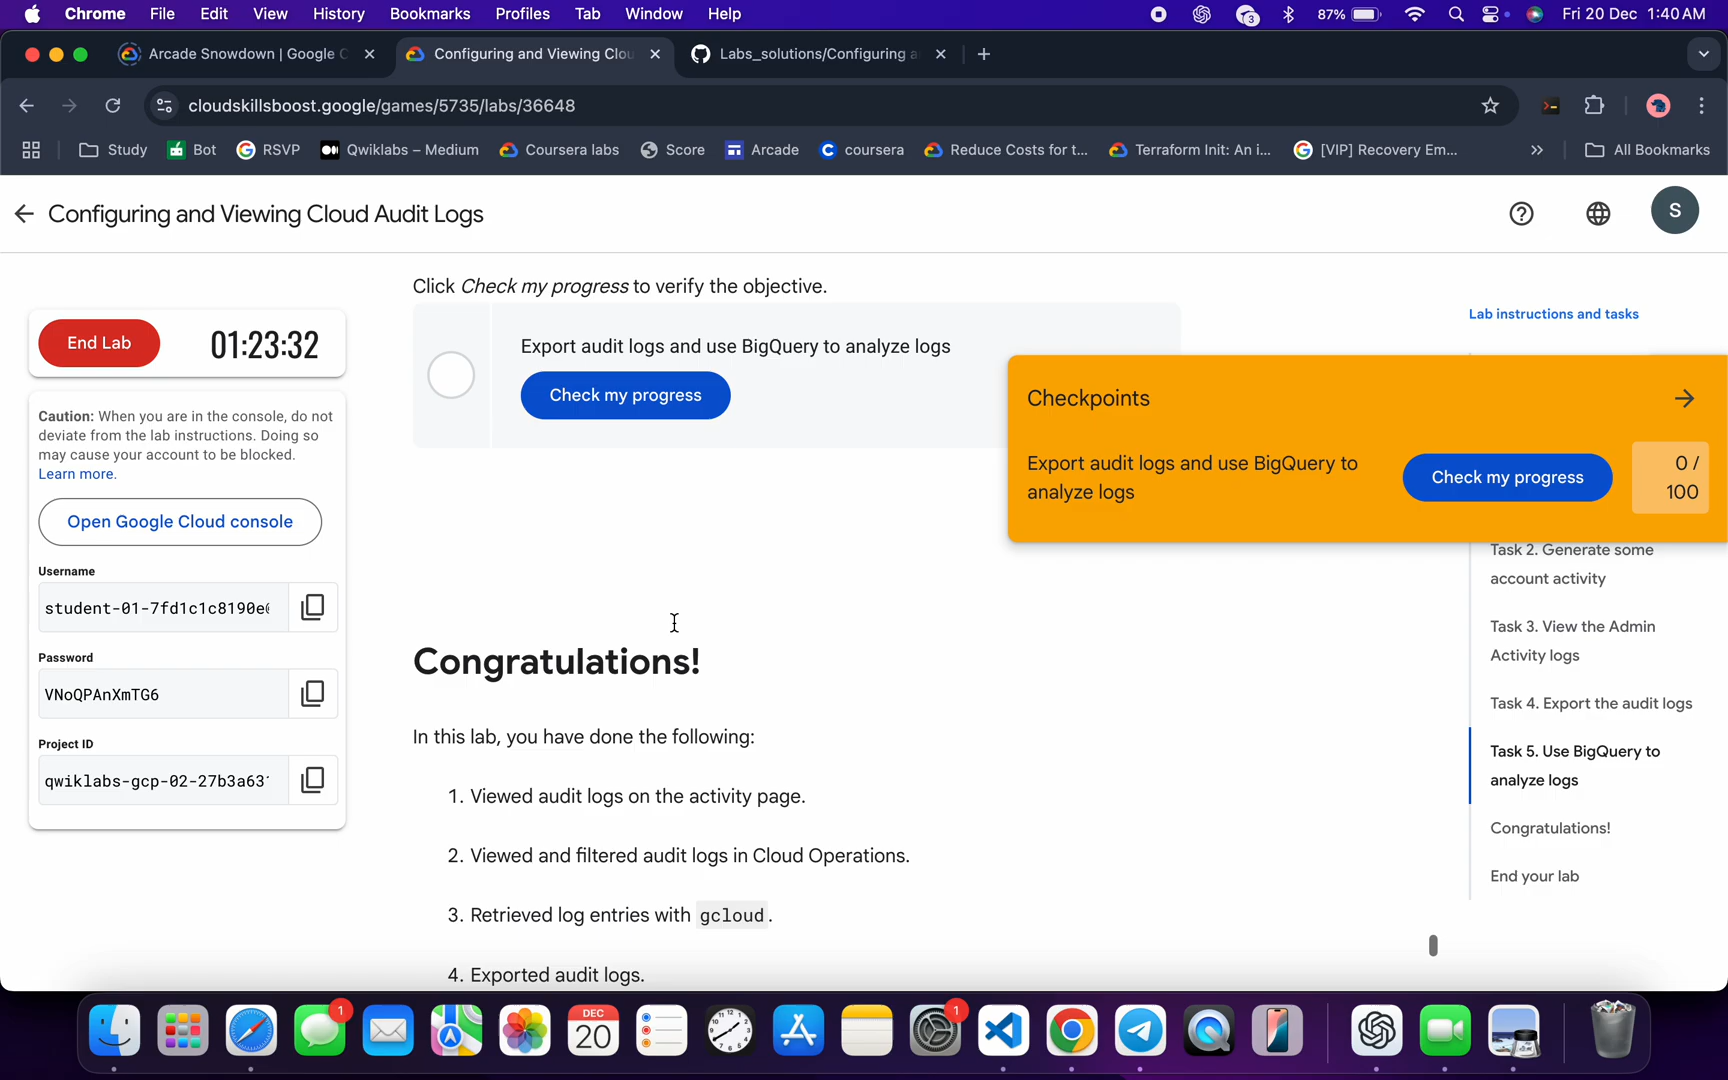 Chrome File Edit View History Bookmarks Profiles Tab Window Help 3 87% Fri 20 Dec 1:40 AM
Arcade Snowdown | Google C
Configuring and Viewing Clou
Labs_solutions/Configuring a
cloudskillsboost.google/games/5735/labs/36648
Study Bot RSVP Qwiklabs – Medium Coursera labs Score Arcade coursera Reduce Costs for t... Terraform Init: An i... [VIP] Recovery Em... » All Bookmarks
Configuring and Viewing Cloud Audit Logs
S
Click Check my progress to verify the objective.
Lab instructions and tasks
End Lab
01:23:32
Export audit logs and use BigQuery to analyze logs
Check my progress
Checkpoints
Export audit logs and use BigQuery to
analyze logs
Check my progress
0 /
100
Caution: When you are in the console, do not
deviate from the lab instructions. Doing so
may cause your account to be blocked.
Learn more.
Open Google Cloud console
Username
student-01-7fd1c1c8190e
Password
VNoQPAnXmTG6
Project ID
qwiklabs-gcp-02-27b3a63
Congratulations!
In this lab, you have done the following:
1. Viewed audit logs on the activity page.
2. Viewed and filtered audit logs in Cloud Operations.
3. Retrieved log entries with gcloud.
4. Exported audit logs.
Task 2. Generate some
account activity
Task 3. View the Admin
Activity logs
Task 4. Export the audit logs
Task 5. Use BigQuery to
analyze logs
Congratulations!
End your lab
1
DEC
20
1